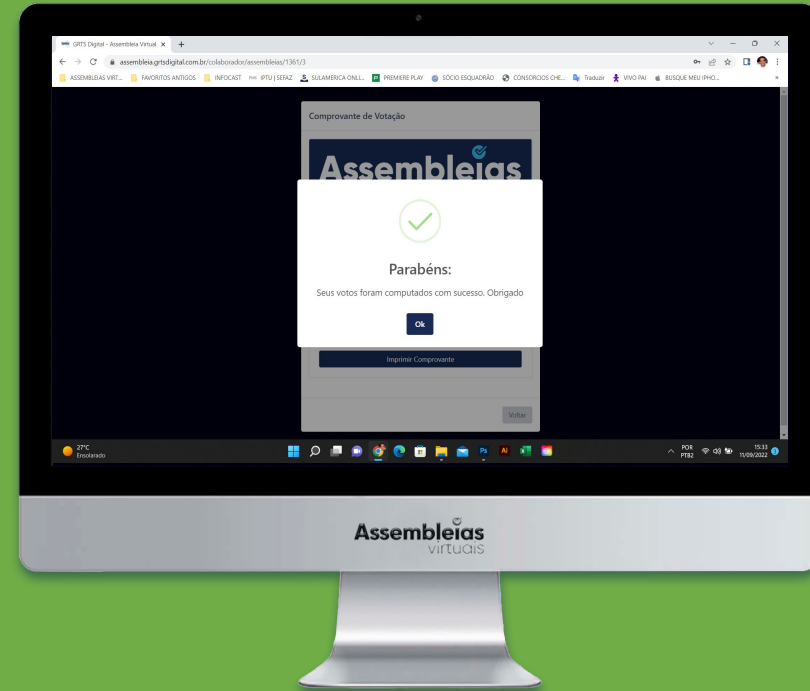 GRTS Digital - Assembleia Virtual
assembleia.grtsdigital.com.br/colaborador/assembleias/1361/3
ASSEMBLEIAS VIRT... FAVORITOS ANTIGOS INFOCAST IPTU | SEFAZ SULAMERICA ONLI... PREMIERE PLAY SÓCIO ESQUADRÃO CONSORCIOS CHE... Traduzir VIVO PAI BUSQUE MEU IPHO... »
Comprovante de Votação
Assembleias
Parabéns:
Seus votos foram computados com sucesso. Obrigado
Ok
Imprimir Comprovante
Voltar
27°C
Ensolarado
Ps Ai
POR
PTB2
15:33
11/09/2022
Assembleias
virtuais